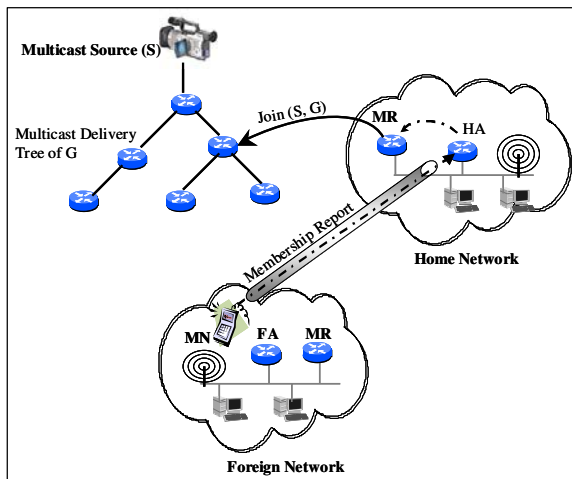 Multicast Source (S)
Multicast Delivery
Tree of G
Join (S, G)
MR
HA
Home Network
Membership Report
MN
FA
MR
Foreign Network